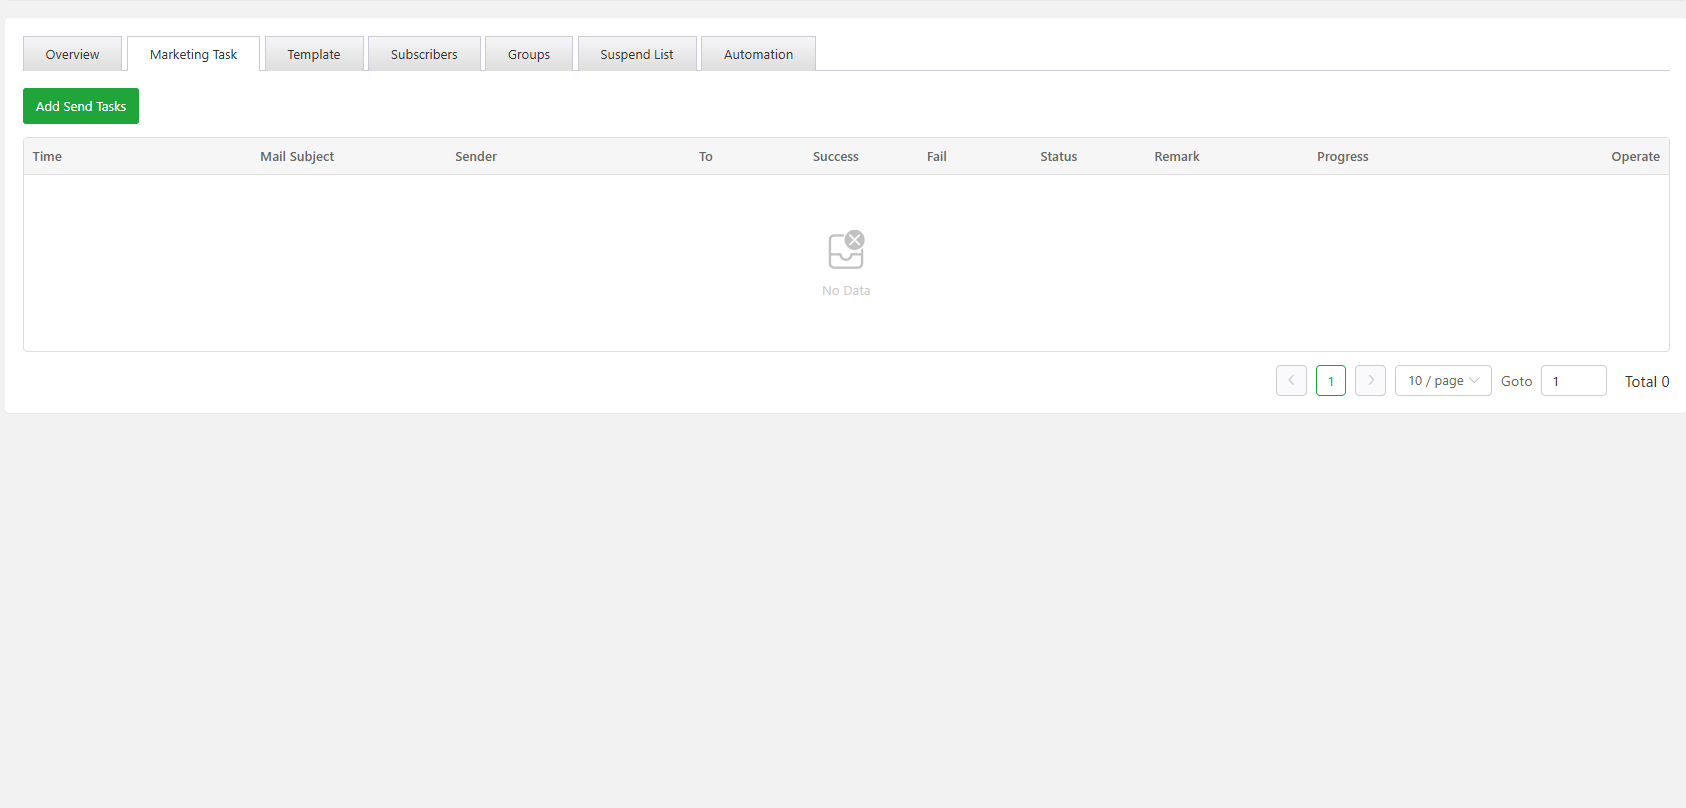 Overview Marketing Task Template Subscribers Groups Suspend List Automation
Add Send Tasks
Time Mail Subject Sender To Success Fail Status Remark Progress Operate
No Data
1 10 / page Goto 1 Total 0